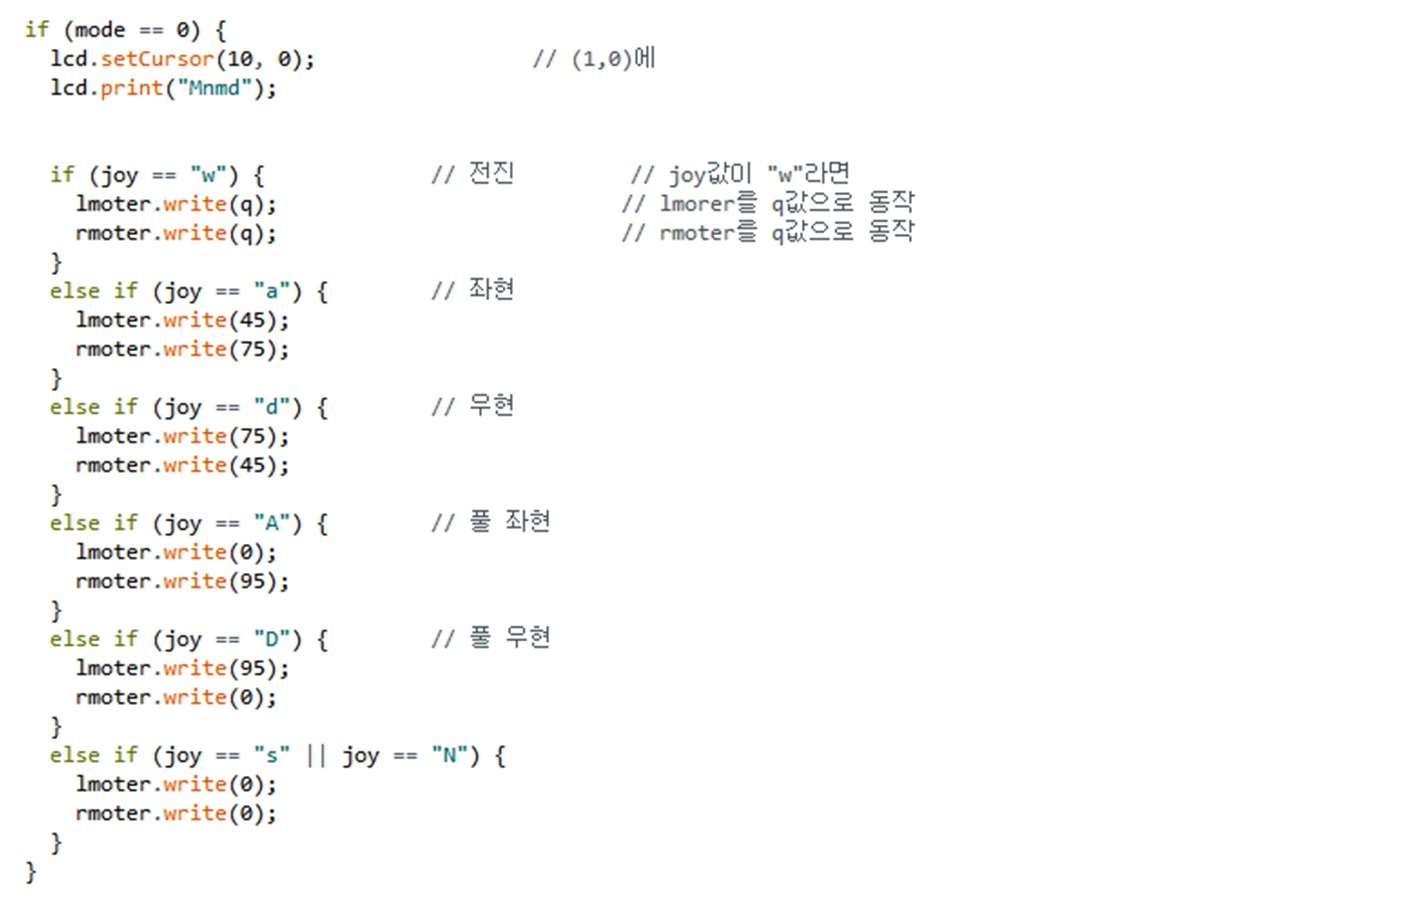 if (mode == 0) {
lcd.setCursor(10, 0); // (1,0)에
lcd.print("Mnmd");
if (joy == "w") { // 전진 // joy값이 "w"라면
lmoter.write(q); // lmorer를 q값으로 동작
rmoter.write(q); // rmoter를 q값으로 동작
}
else if (joy == "a") { // 좌현
lmoter.write(45);
rmoter.write(75);
}
else if (joy == "d") { // 우현
lmoter.write(75);
rmoter.write(45);
}
else if (joy == "A") { // 풀 좌현
lmoter.write(0);
rmoter.write(95);
}
else if (joy == "D") { // 풀 우현
lmoter.write(95);
rmoter.write(0);
}
else if (joy == "s" || joy == "N") {
lmoter.write(0);
rmoter.write(0);
}
}